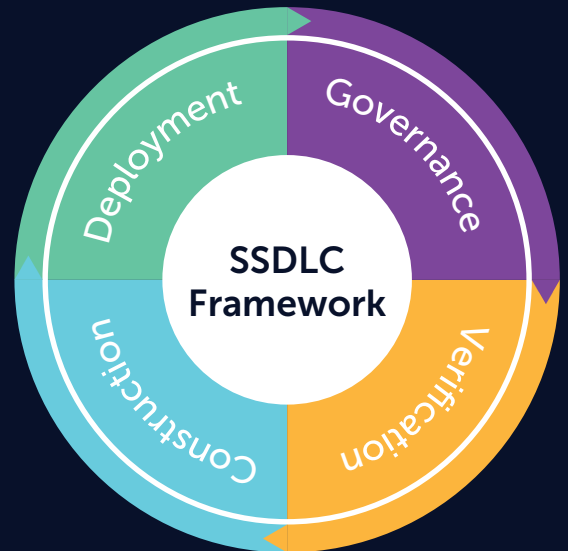 Deployment
Governance
SSDLC
Framework
Construction
Verification